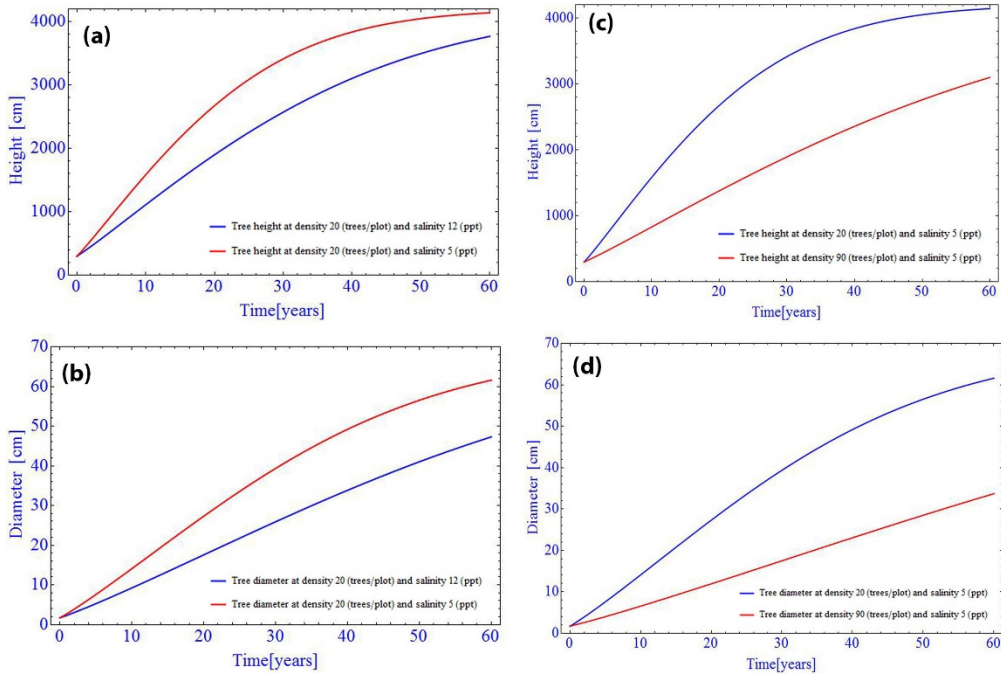 (a)
Height [cm]
4000
3000
2000
1000
0
Tree height at density 20 (trees/plot) and salinity 12 (ppt)
Tree height at density 20 (trees/plot) and salinity 5 (ppt)
0 10 20 30 40 50 60
Time[years]
(c)
Height [cm]
4000
3000
2000
1000
0
Tree height at density 20 (trees/plot) and salinity 5 (ppt)
Tree height at density 90 (trees/plot) and salinity 5 (ppt)
0 10 20 30 40 50 60
Time[years]
(b)
Diameter [cm]
70
60
50
40
30
20
10
0
Tree diameter at density 20 (trees/plot) and salinity 12 (ppt)
Tree diameter at density 20 (trees/plot) and salinity 5 (ppt)
0 10 20 30 40 50 60
Time[years]
(d)
Diameter [cm]
70
60
50
40
30
20
10
0
Tree diameter at density 20 (trees/plot) and salinity 5 (ppt)
Tree diameter at density 90 (trees/plot) and salinity 5 (ppt)
0 10 20 30 40 50 60
Time[years]